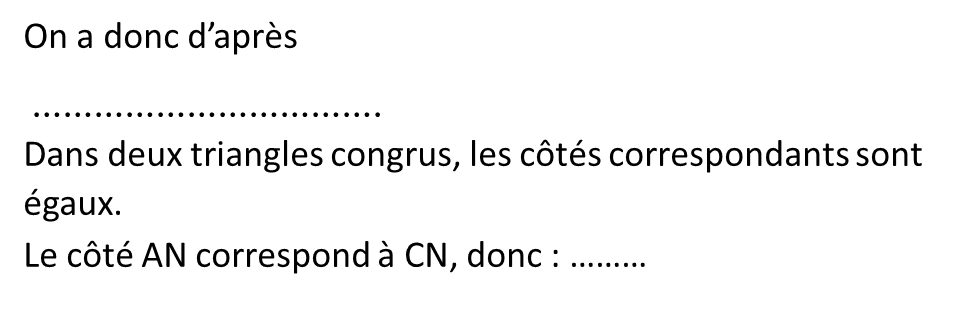 On a donc d’après
……………………………
Dans deux triangles congrus, les côtés correspondants sont
égaux.
Le côté AN correspond à CN, donc : ………